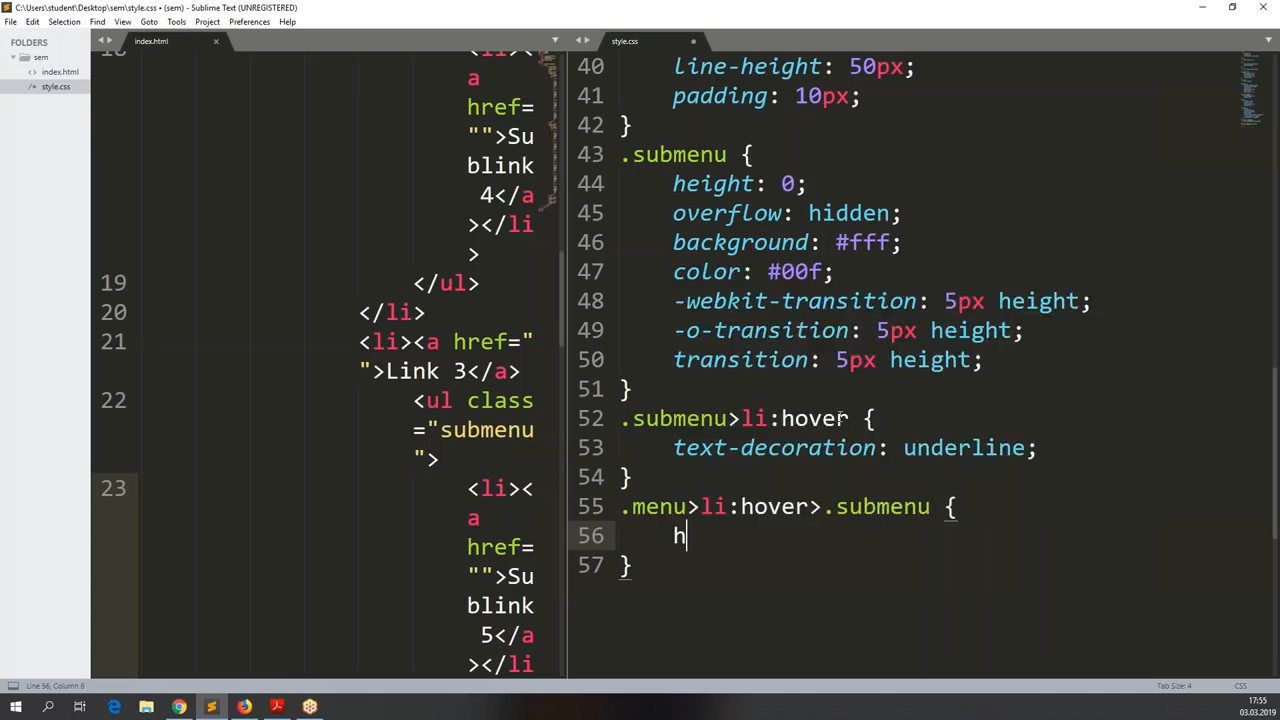 C:\Users\student\Desktop\sem\style.css • (sem) - Sublime Text (UNREGISTERED)
File Edit Selection Find View Goto Tools Project Preferences Help
FOLDERS
sem
index.html
style.css
index.html
<li><
a
href=
"">Su
blink
4</a
></li
>
19 </ul>
20 </li>
21 <li><a href="
">Link 3</a>
22 <ul class
="submenu
">
23 <li><
a
href=
"">Su
blink
5</a
></li
style.css
40 line-height: 50px;
41 padding: 10px;
42 }
43 .submenu {
44 height: 0;
45 overflow: hidden;
46 background: #fff;
47 color: #00f;
48 -webkit-transition: 5px height;
49 -o-transition: 5px height;
50 transition: 5px height;
51 }
52 .submenu>li:hover {
53 text-decoration: underline;
54 }
55 .menu>li:hover>.submenu {
56 h
57 }
Line 56, Column 6
Tab Size: 4
CSS
17:55
03.03.2019